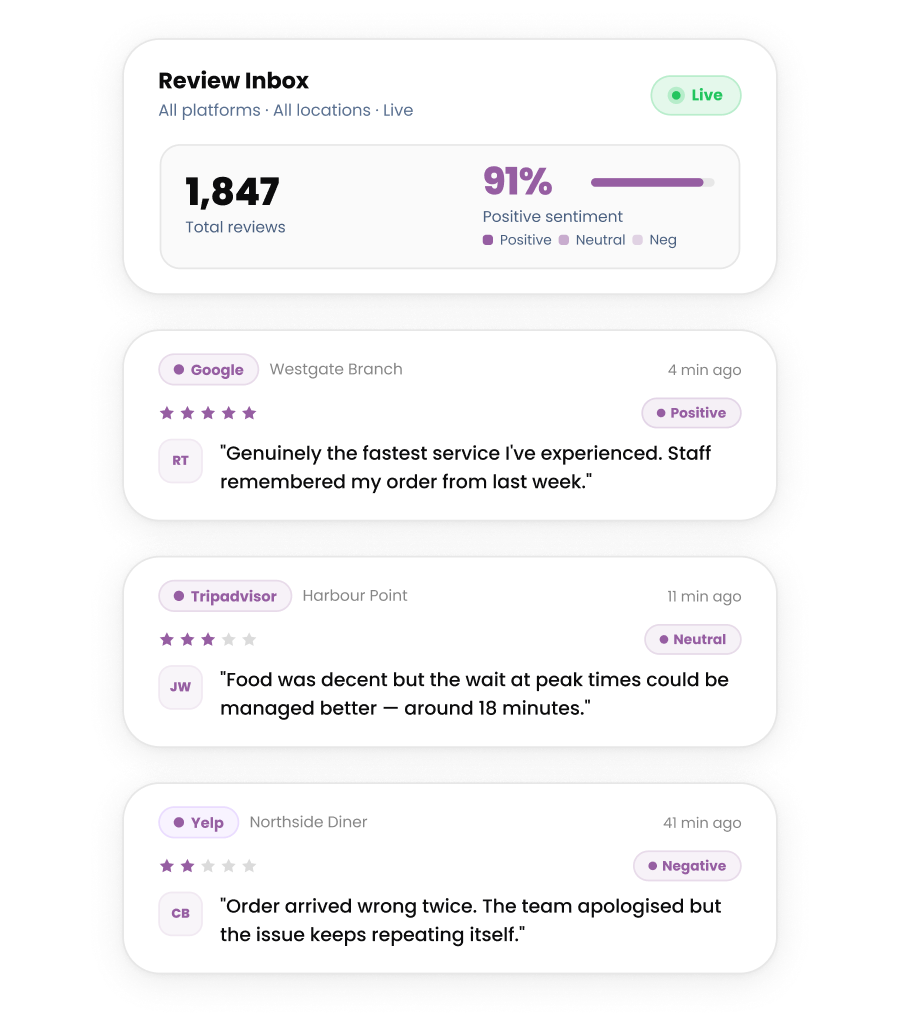 Review Inbox
All platforms · All locations · Live
Live
1,847
Total reviews
91%
Positive sentiment
Positive Neutral Neg
Google Westgate Branch 4 min ago
Positive
RT
"Genuinely the fastest service I've experienced. Staff
remembered my order from last week."
Tripadvisor Harbour Point 11 min ago
Neutral
JW
"Food was decent but the wait at peak times could be
managed better — around 18 minutes."
Yelp Northside Diner 41 min ago
Negative
CB
"Order arrived wrong twice. The team apologised but
the issue keeps repeating itself."